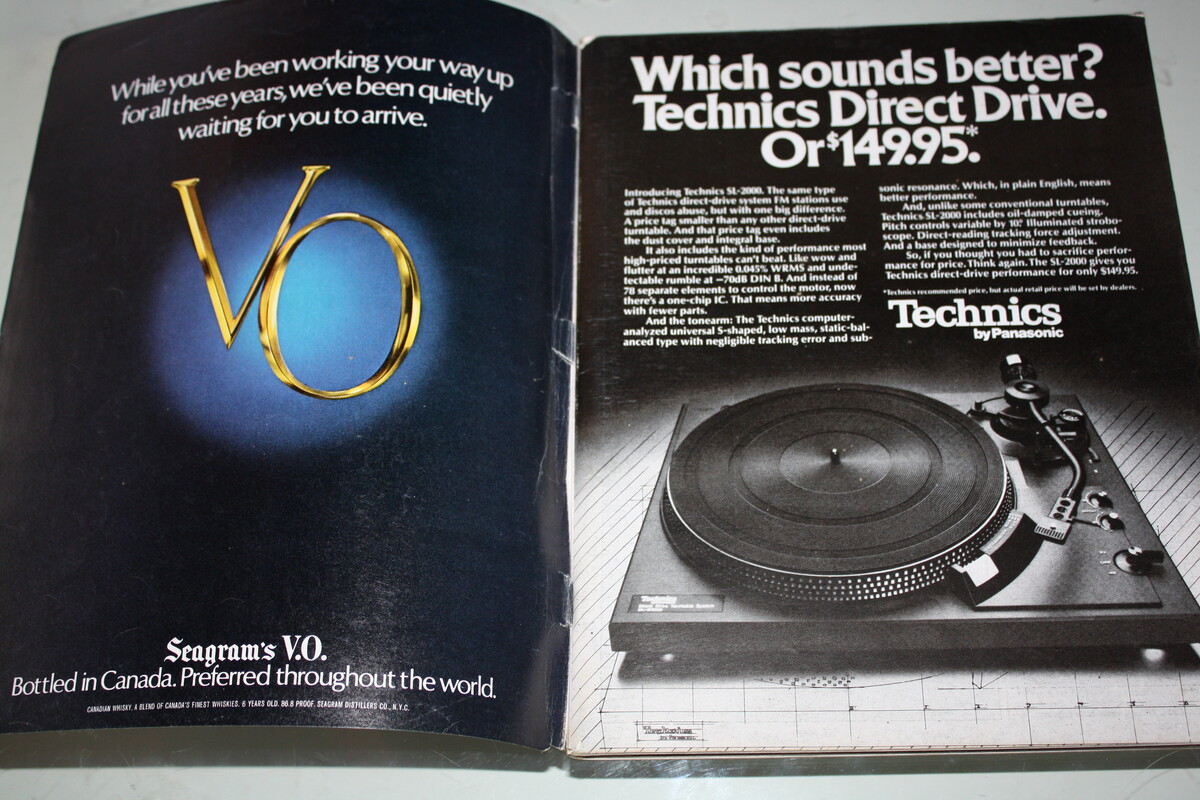 While you've been working your way up
for all these years, we've been quietly
waiting for you to arrive.
VO
Seagram's V.O.
Bottled in Canada. Preferred throughout the world.
CANADIAN WHISKY. A BLEND OF CANADA'S FINEST WHISKIES. 6 YEARS OLD. 86.8 PROOF. SEAGRAM DISTILLERS CO., N.Y.C.
Which sounds better?
Technics Direct Drive.
Or $149.95.*
Introducing Technics SL-2000. The same type
of Technics direct-drive system FM stations use
and discos abuse, but with one big difference.
A price tag smaller than any other direct-drive
turntable. And that price tag even includes
the dust cover and integral base.
It also includes the kind of performance most
high-priced turntables can't beat. Like wow and
flutter at an incredible 0.045% WRMS and unde-
tectable rumble at −70dB DIN B. And instead of
78 separate elements to control the motor, now
there's a one-chip IC. That means more accuracy
with fewer parts.
And the tonearm: The Technics computer-
analyzed universal S-shaped, low mass, static-bal-
anced type with negligible tracking error and sub-
sonic resonance. Which, in plain English, means
better performance.
And, unlike some conventional turntables,
Technics SL-2000 includes oil-damped cueing.
Pitch controls variable by 10%. Illuminated strobo-
scope. Direct-reading tracking force adjustment.
And a base designed to minimize feedback.
So, if you thought you had to sacrifice perfor-
mance for price. Think again. The SL-2000 gives you
Technics direct-drive performance for only $149.95.
*Technics recommended price, but actual retail price will be set by dealers.
Technics
by Panasonic
Technics
Direct Drive Turntable System